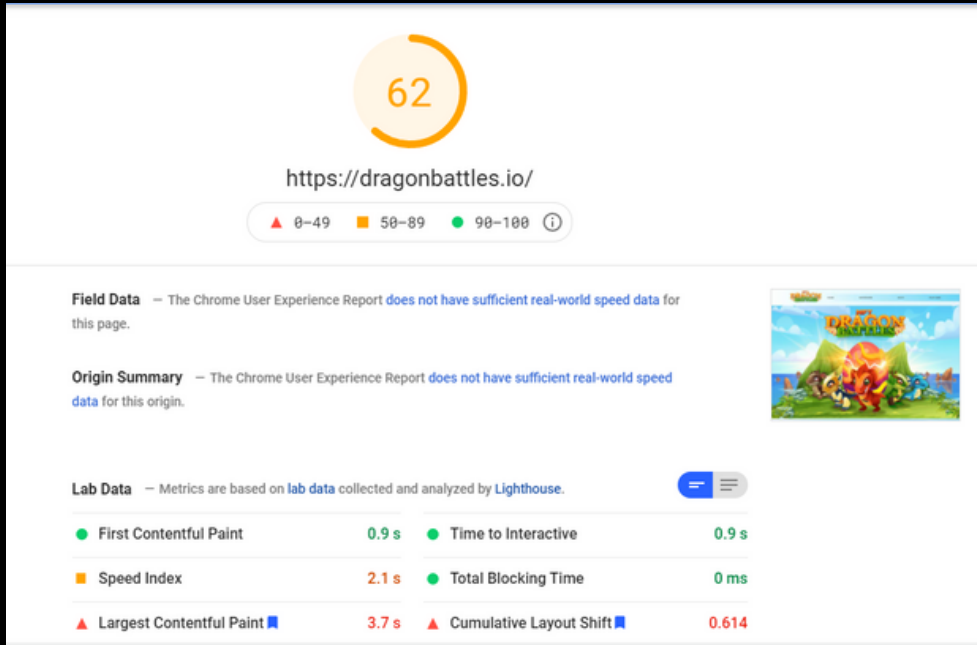 62
https://dragonbattles.io/
0–49 50–89 90–100
Field Data — The Chrome User Experience Report does not have sufficient real-world speed data for
this page.
DRAGON
BATTLES
Origin Summary — The Chrome User Experience Report does not have sufficient real-world speed
data for this origin.
Lab Data — Metrics are based on lab data collected and analyzed by Lighthouse.
First Contentful Paint 0.9 s Time to Interactive 0.9 s
Speed Index 2.1 s Total Blocking Time 0 ms
Largest Contentful Paint 3.7 s Cumulative Layout Shift 0.614